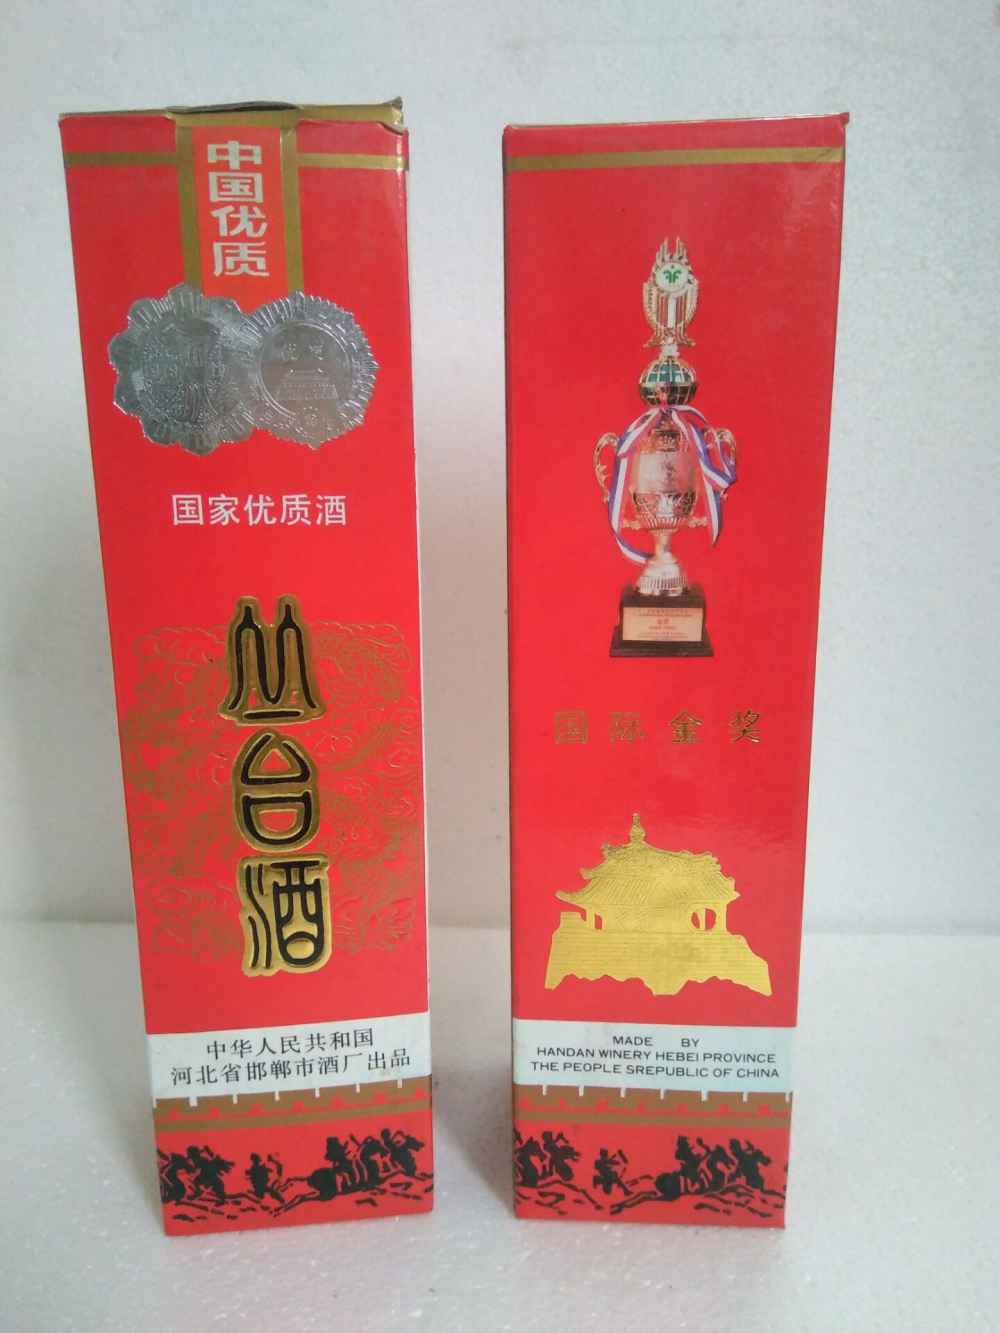 中国优质
国家优质酒
丛台酒
中华人民共和国
河北省邯郸市酒厂出品
国际金奖
MADE BY
HANDAN WINERY HEBEI PROVINCE
THE PEOPLE SREPUBLIC OF CHINA